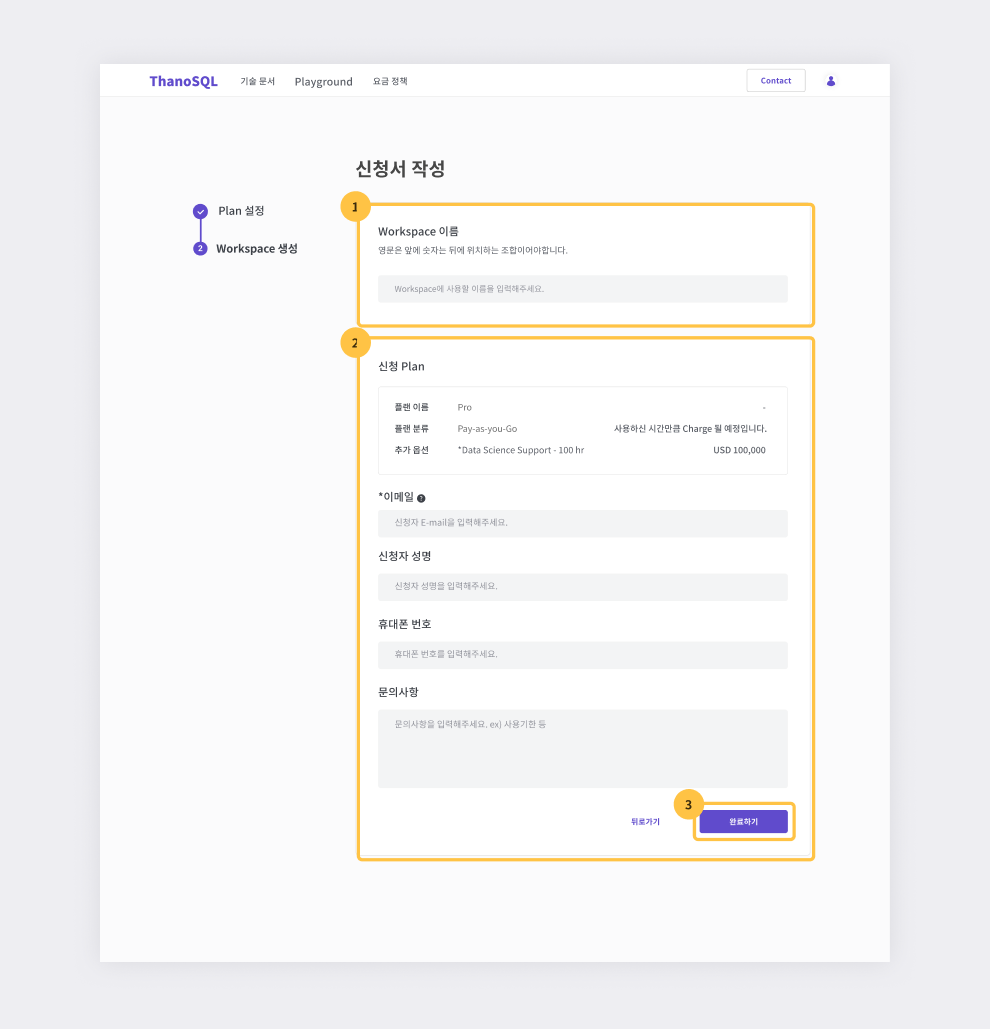 ThanoSQL 기술 문서 Playground 요금 정책 Contact
신청서 작성
Plan 설정
2 Workspace 생성
1
Workspace 이름
영문은 앞에 숫자는 뒤에 위치하는 조합이어야합니다.
Workspace에 사용할 이름을 입력해주세요.
2
신청 Plan
플랜 이름 Pro -
플랜 분류 Pay-as-you-Go 사용하신 시간만큼 Charge 될 예정입니다.
추가 옵션 *Data Science Support - 100 hr USD 100,000
*이메일 ?
신청자 E-mail을 입력해주세요.
신청자 성명
신청자 성명을 입력해주세요.
휴대폰 번호
휴대폰 번호를 입력해주세요.
문의사항
문의사항을 입력해주세요. ex) 사용기한 등
3
뒤로가기 완료하기